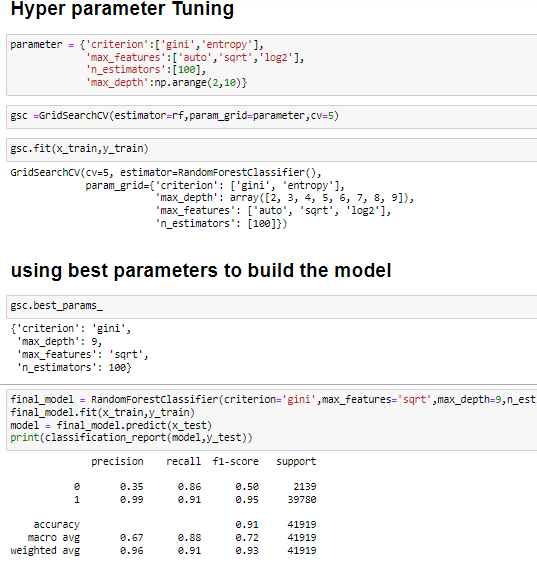 Hyper parameter Tuning
parameter = {'criterion':['gini','entropy'],
'max_features':['auto','sqrt','log2'],
'n_estimators':[100],
'max_depth':np.arange(2,10)}
gsc =GridSearchCV(estimator=rf,param_grid=parameter,cv=5)
gsc.fit(x_train,y_train)
GridSearchCV(cv=5, estimator=RandomForestClassifier(),
param_grid={'criterion': ['gini', 'entropy'],
'max_depth': array([2, 3, 4, 5, 6, 7, 8, 9]),
'max_features': ['auto', 'sqrt', 'log2'],
'n_estimators': [100]})
using best parameters to build the model
gsc.best_params_
{'criterion': 'gini',
'max_depth': 9,
'max_features': 'sqrt',
'n_estimators': 100}
final_model = RandomForestClassifier(criterion='gini',max_features='sqrt',max_depth=9,n_est
final_model.fit(x_train,y_train)
model = final_model.predict(x_test)
print(classification_report(model,y_test))
precision recall f1-score support
0 0.35 0.86 0.50 2139
1 0.99 0.91 0.95 39780
accuracy 0.91 41919
macro avg 0.67 0.88 0.72 41919
weighted avg 0.96 0.91 0.93 41919